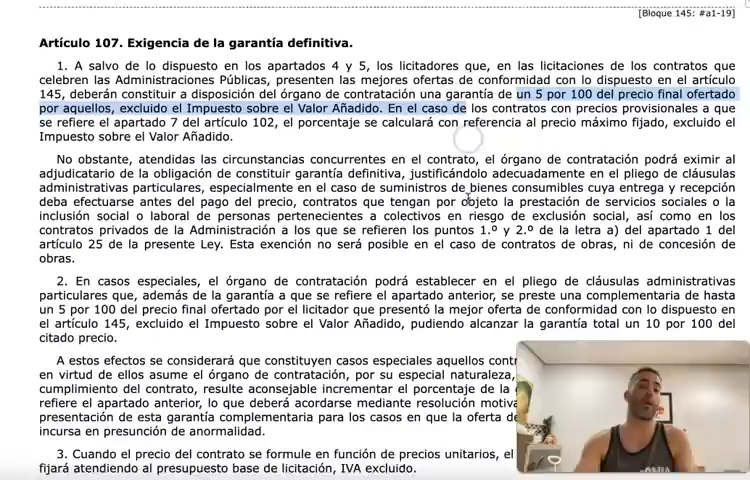 [Bloque 145: #a1-19]
Artículo 107. Exigencia de la garantía definitiva.
1. A salvo de lo dispuesto en los apartados 4 y 5, los licitadores que, en las licitaciones de los contratos que
celebren las Administraciones Públicas, presenten las mejores ofertas de conformidad con lo dispuesto en el artículo
145, deberán constituir a disposición del órgano de contratación una garantía de un 5 por 100 del precio final ofertado
por aquellos, excluido el Impuesto sobre el Valor Añadido. En el caso de los contratos con precios provisionales a que
se refiere el apartado 7 del artículo 102, el porcentaje se calculará con referencia al precio máximo fijado, excluido el
Impuesto sobre el Valor Añadido.
No obstante, atendidas las circunstancias concurrentes en el contrato, el órgano de contratación podrá eximir al
adjudicatario de la obligación de constituir garantía definitiva, justificándolo adecuadamente en el pliego de cláusulas
administrativas particulares, especialmente en el caso de suministros de bienes consumibles cuya entrega y recepción
deba efectuarse antes del pago del precio, contratos que tengan por objeto la prestación de servicios sociales o la
inclusión social o laboral de personas pertenecientes a colectivos en riesgo de exclusión social, así como en los
contratos privados de la Administración a los que se refieren los puntos 1.º y 2.º de la letra a) del apartado 1 del
artículo 25 de la presente Ley. Esta exención no será posible en el caso de contratos de obras, ni de concesión de
obras.
2. En casos especiales, el órgano de contratación podrá establecer en el pliego de cláusulas administrativas
particulares que, además de la garantía a que se refiere el apartado anterior, se preste una complementaria de hasta
un 5 por 100 del precio final ofertado por el licitador que presentó la mejor oferta de conformidad con lo dispuesto en
el artículo 145, excluido el Impuesto sobre el Valor Añadido, pudiendo alcanzar la garantía total un 10 por 100 del
citado precio.
A estos efectos se considerará que constituyen casos especiales aquellos
en virtud de ellos asume el órgano de contratación, por su especial naturaleza,
cumplimiento del contrato, resulte aconsejable incrementar el porcentaje de la
refiere el apartado anterior, lo que deberá acordarse mediante resolución
presentación de esta garantía complementaria para los casos en que la oferta
incursa en presunción de anormalidad.
3. Cuando el precio del contrato se formule en función de precios unitarios, el
fijará atendiendo al presupuesto base de licitación, IVA excluido.